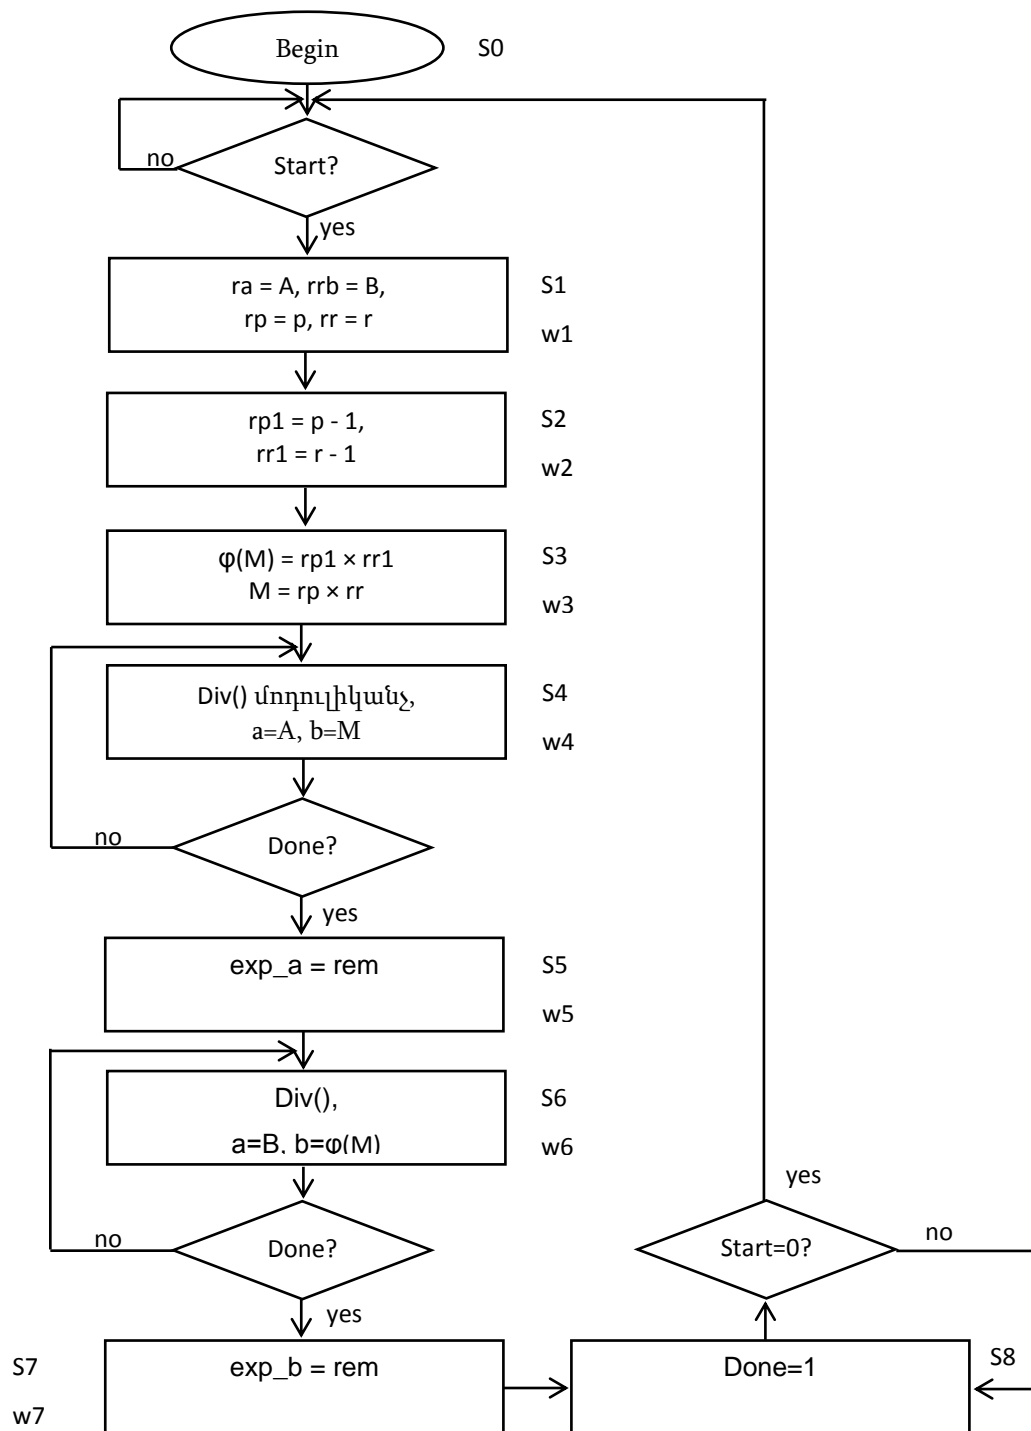 Begin
S0
Start?
no
yes
ra = A, rrb = B,
rp = p, rr = r
S1
w1
rp1 = p - 1,
rr1 = r - 1
S2
w2
φ(M) = rp1 × rr1
M = rp × rr
S3
w3
Div() մոդուլիկանչ,
a=A, b=M
S4
w4
no
Done?
yes
exp_a = rem
S5
w5
Div(),
a=B, b=φ(M)
S6
w6
no
Done?
yes
yes
Start=0?
no
S7
w7
exp_b = rem
Done=1
S8